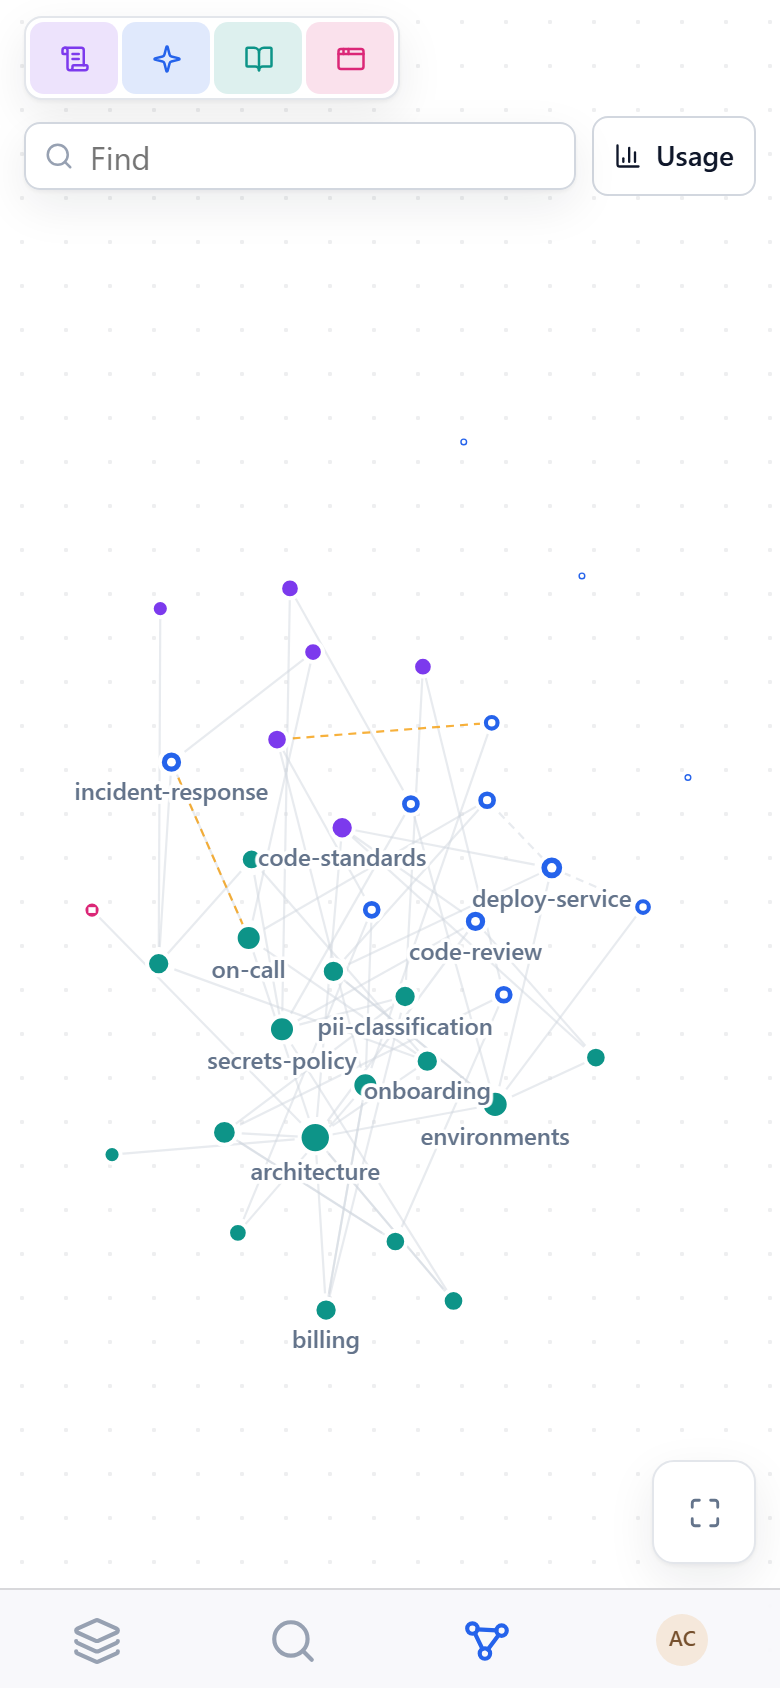 Find
Usage
incident-response
code-standards
deploy-service
code-review
on-call
pii-classification
secrets-policy
onboarding
environments
architecture
billing
AC